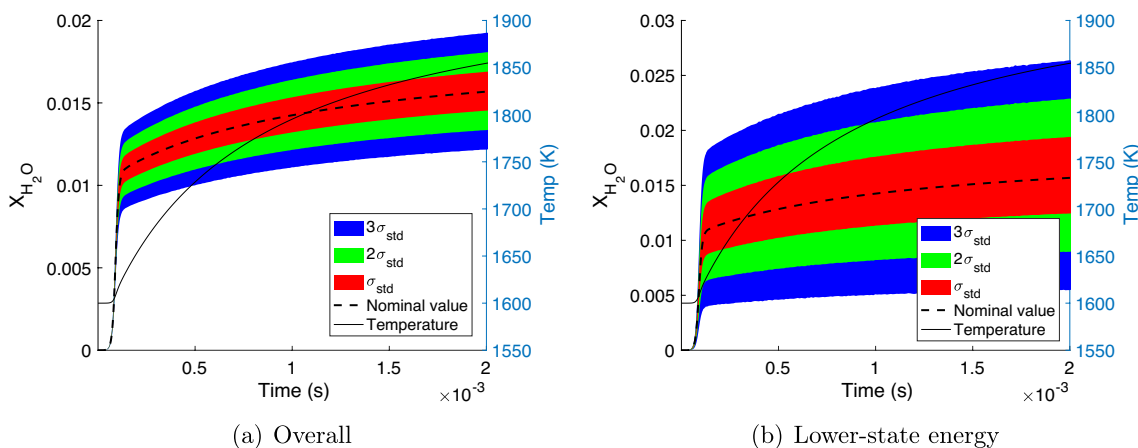 0.02
0.015
0.01
0.005
0
X_{H_2O}
1900
1850
1800
1750
1700
1650
1600
1550
Temp (K)
3σ_{std}
2σ_{std}
σ_{std}
Nominal value
Temperature
0.5 1 1.5 2
Time (s)
×10^{-3}
(a) Overall
0.03
0.025
0.02
0.015
0.01
0.005
0
X_{H_2O}
1900
1850
1800
1750
1700
1650
1600
1550
Temp (K)
3σ_{std}
2σ_{std}
σ_{std}
Nominal value
Temperature
0.5 1 1.5 2
Time (s)
×10^{-3}
(b) Lower-state energy